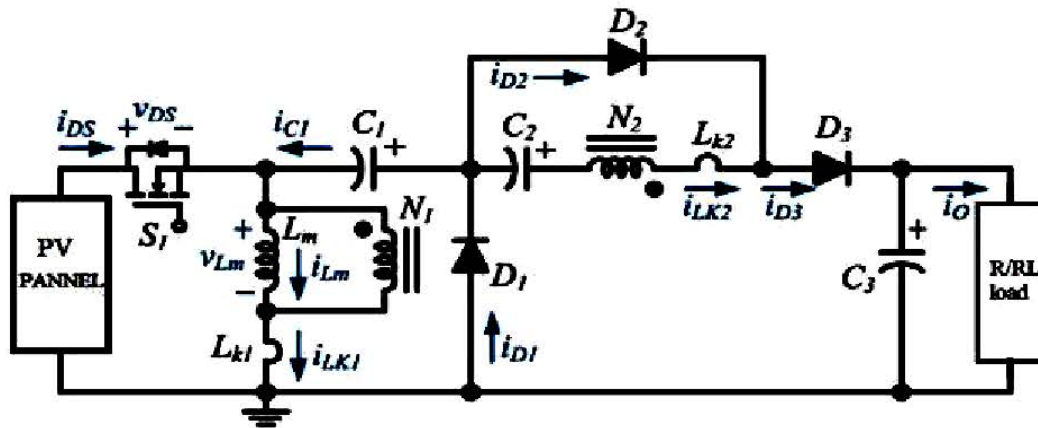 D2
iD2
N2
vDS
+ −
iDS
iC1
C1
+
C2
+
Lk2
D3
S1
iLK2
iD3
iO
N1
+
Lm
vLm
iLm
−
PV
PANNEL
D1
+
C3
R/RL
load
Lk1
iLK1
iD1